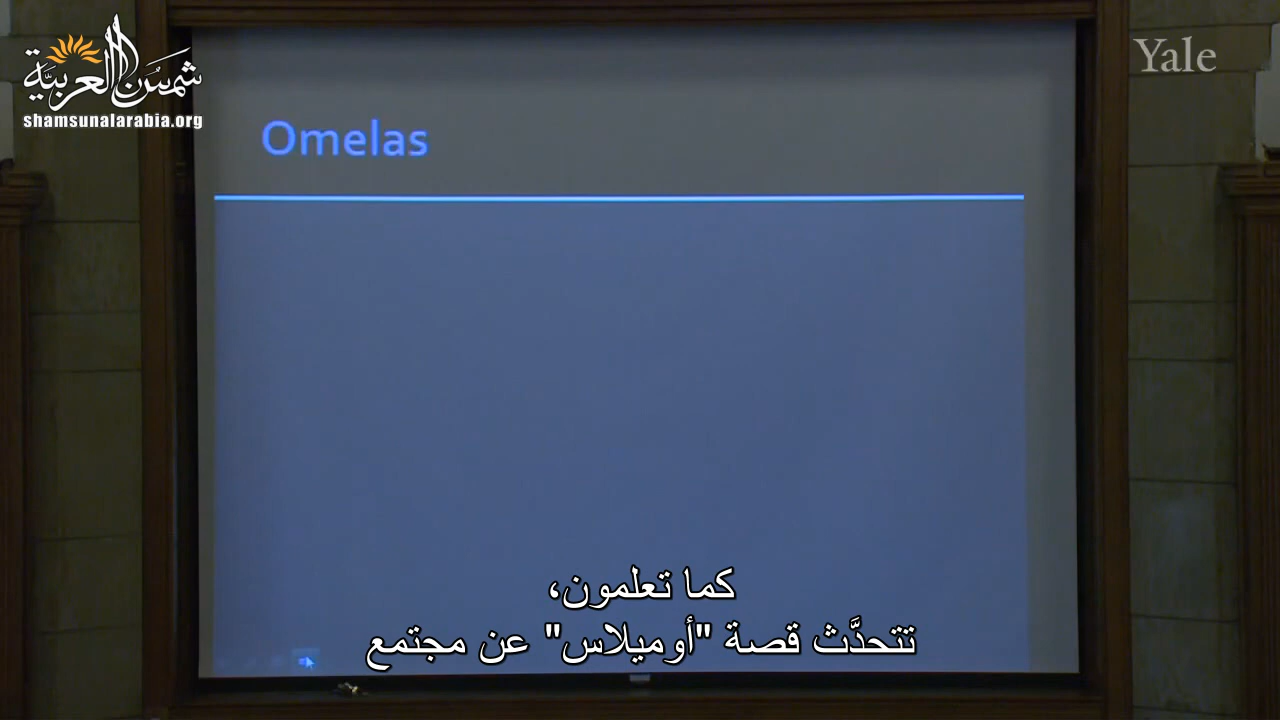 شمس العربية
shamsunalarabia.org
Yale
Omelas
كما تعلمون،
تتحدَّث قصة "أوميلاس" عن مجتمع